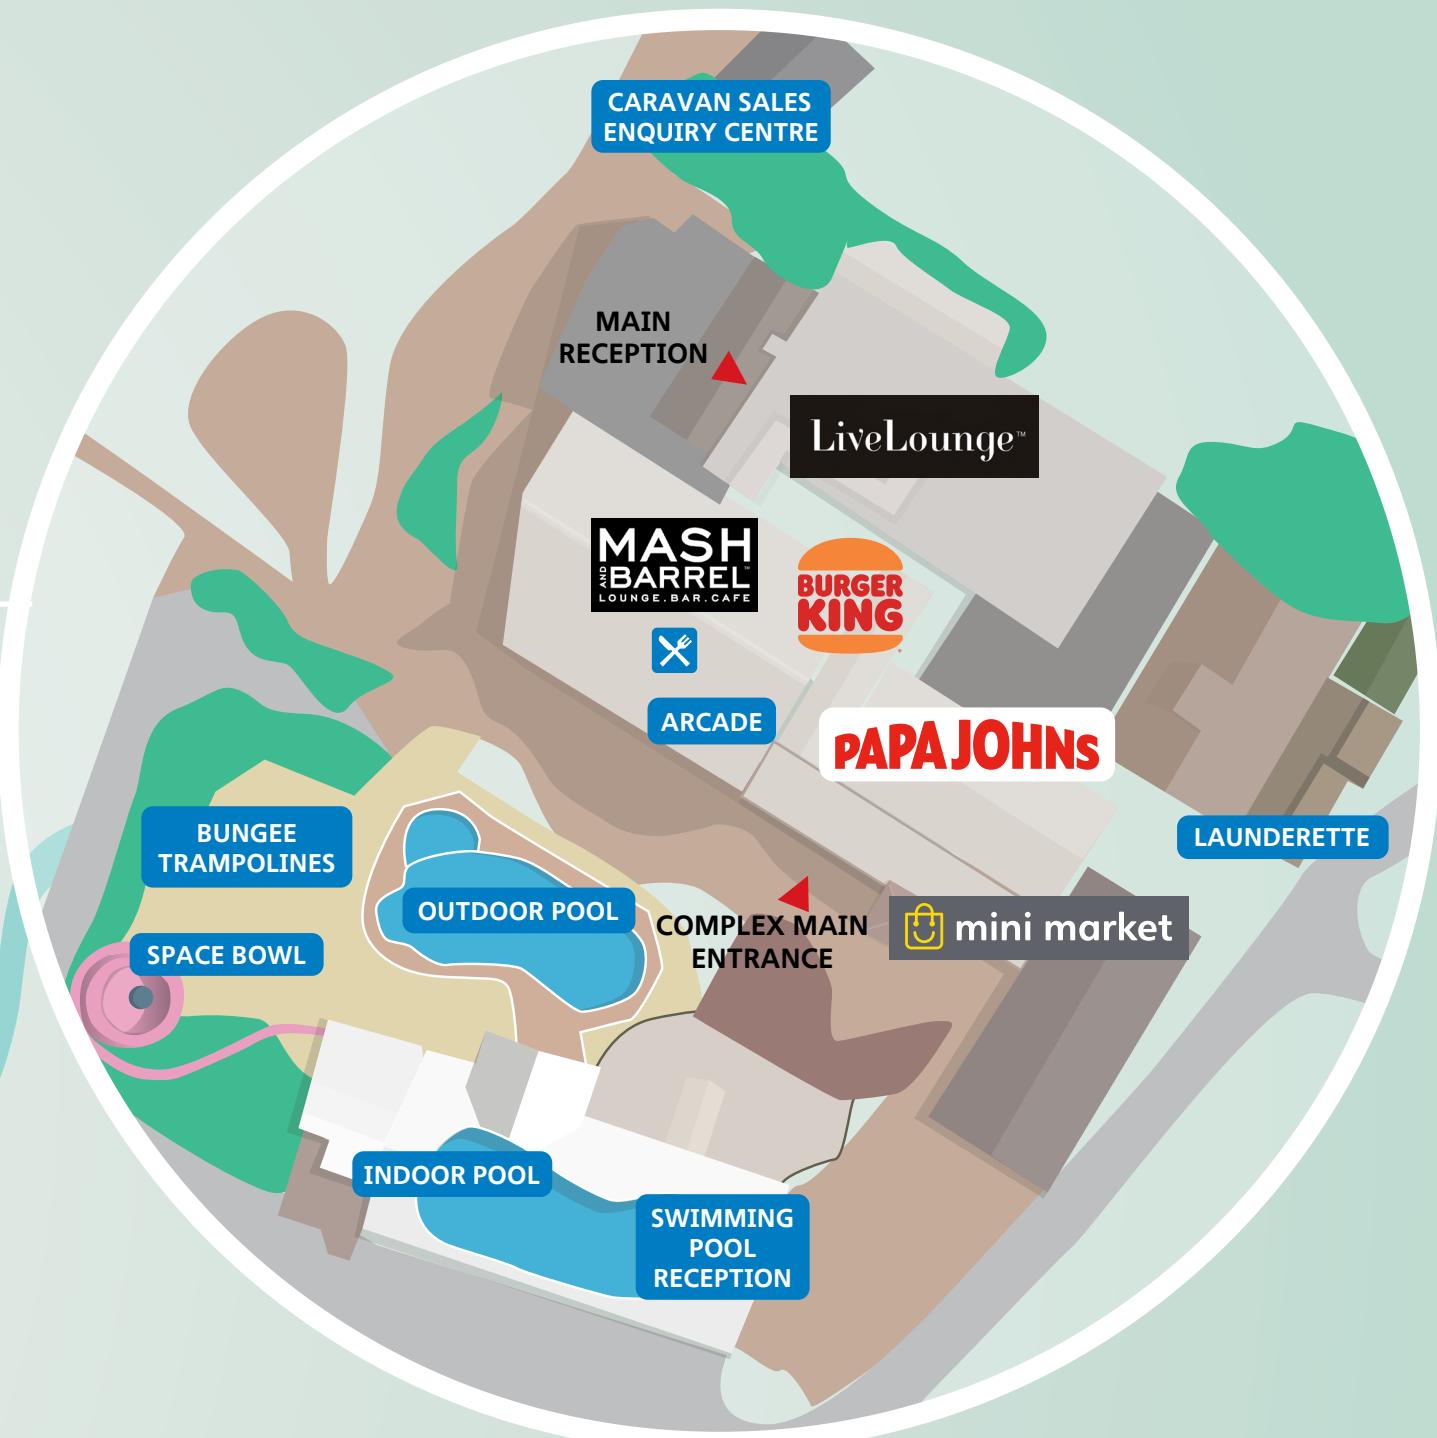 CARAVAN SALES
ENQUIRY CENTRE
MAIN
RECEPTION
LiveLounge™
MASH
AND
BARREL™
LOUNGE.BAR.CAFE
BURGER
KING
ARCADE
PAPA JOHNS
BUNGEE
TRAMPOLINES
LAUNDERETTE
OUTDOOR POOL
COMPLEX MAIN
ENTRANCE
mini market
SPACE BOWL
INDOOR POOL
SWIMMING
POOL
RECEPTION